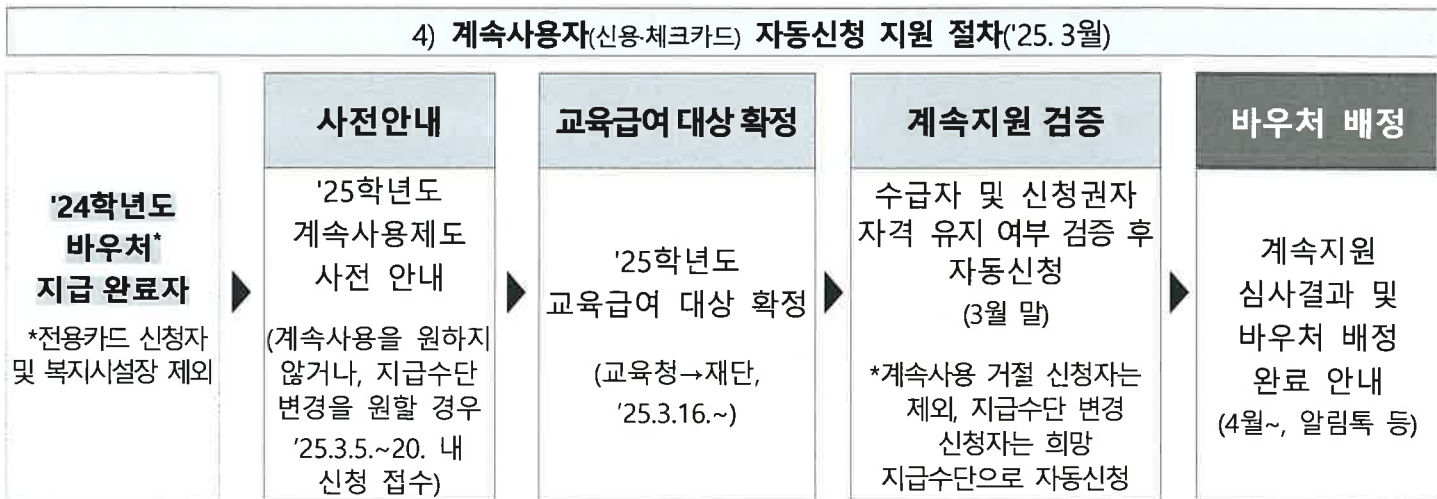 4) 계속사용자(신용·체크카드) 자동신청 지원 절차('25. 3월)
'24학년도
바우처*
지급 완료자
*전용카드 신청자
및 복지시설장 제외
사전안내
'25학년도
계속사용제도
사전 안내
(계속사용을 원하지
않거나, 지급수단
변경을 원할 경우
'25.3.5.~20. 내
신청 접수)
교육급여 대상 확정
'25학년도
교육급여 대상 확정
(교육청→재단,
'25.3.16.~)
계속지원 검증
수급자 및 신청권자
자격 유지 여부 검증 후
자동신청
(3월 말)
*계속사용 거절 신청자는
제외, 지급수단 변경
신청자는 희망
지급수단으로 자동신청
바우처 배정
계속지원
심사결과 및
바우처 배정
완료 안내
(4월~, 알림톡 등)